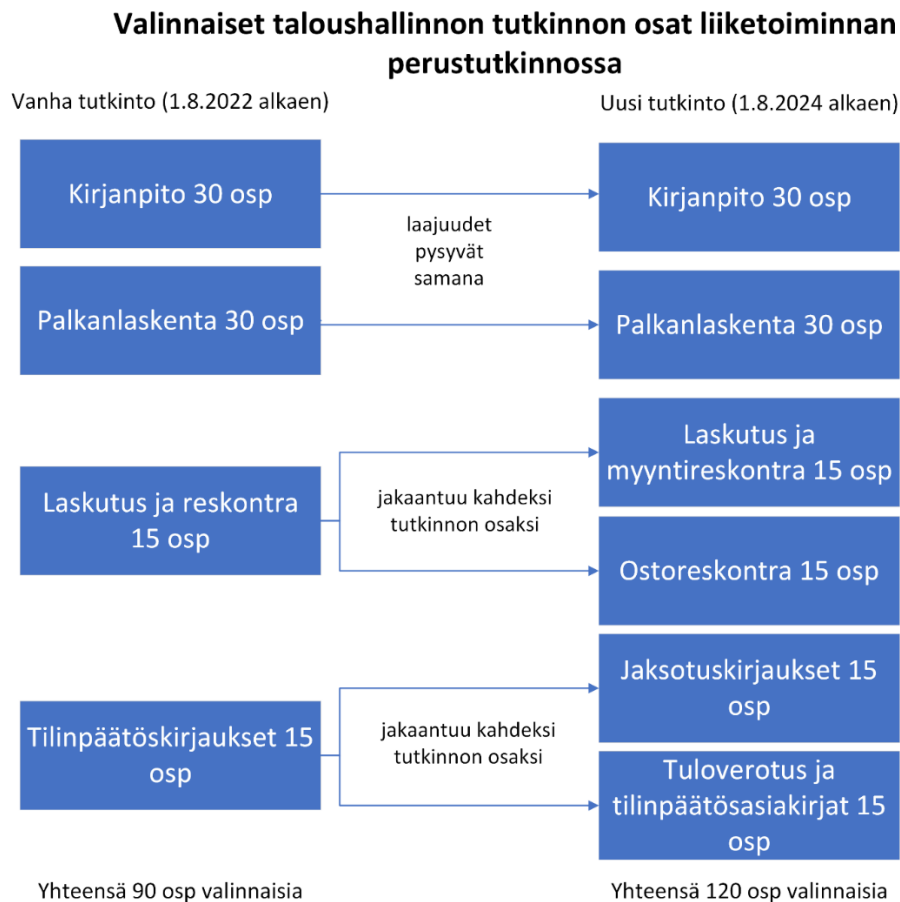 Valinnaiset taloushallinnon tutkinnon osat liiketoiminnan
perustutkinnossa
Vanha tutkinto (1.8.2022 alkaen)
Uusi tutkinto (1.8.2024 alkaen)
Kirjanpito 30 osp
Kirjanpito 30 osp
laajuudet
pysyvät
samana
Palkanlaskenta 30 osp
Palkanlaskenta 30 osp
Laskutus ja reskontra
15 osp
jakaantuu kahdeksi
tutkinnon osaksi
Laskutus ja
myyntireskontra 15 osp
Ostoreskontra 15 osp
Tilinpäätöskirjaukset 15
osp
jakaantuu kahdeksi
tutkinnon osaksi
Jaksotuskirjaukset 15
osp
Tuloverotus ja
tilinpäätösasiakirjat 15
osp
Yhteensä 90 osp valinnaisia
Yhteensä 120 osp valinnaisia